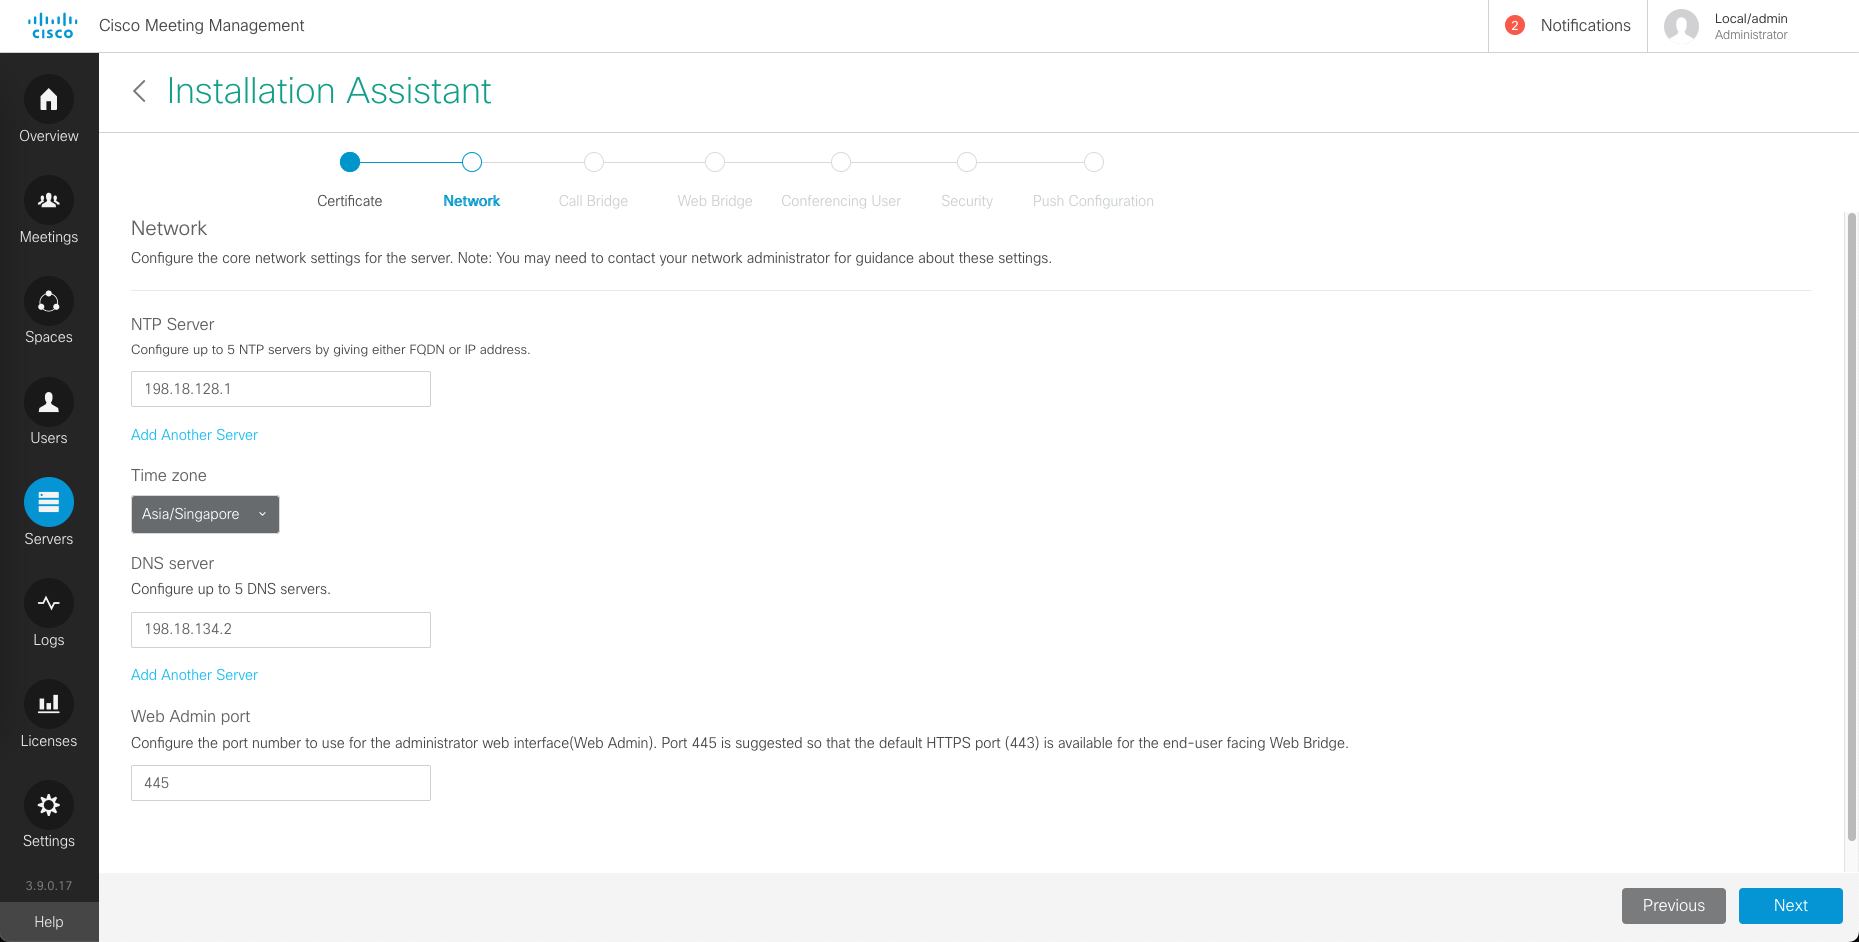 cisco
Cisco Meeting Management
2 Notifications
Local/admin
Administrator
Overview
Meetings
Spaces
Users
Servers
Logs
Licenses
Settings
3.9.0.17
Help
Installation Assistant
Certificate
Network
Call Bridge
Web Bridge
Conferencing User
Security
Push Configuration
Network
Configure the core network settings for the server. Note: You may need to contact your network administrator for guidance about these settings.
NTP Server
Configure up to 5 NTP servers by giving either FQDN or IP address.
198.18.128.1
Add Another Server
Time zone
Asia/Singapore
DNS server
Configure up to 5 DNS servers.
198.18.134.2
Add Another Server
Web Admin port
Configure the port number to use for the administrator web interface(Web Admin). Port 445 is suggested so that the default HTTPS port (443) is available for the end-user facing Web Bridge.
445
Previous
Next